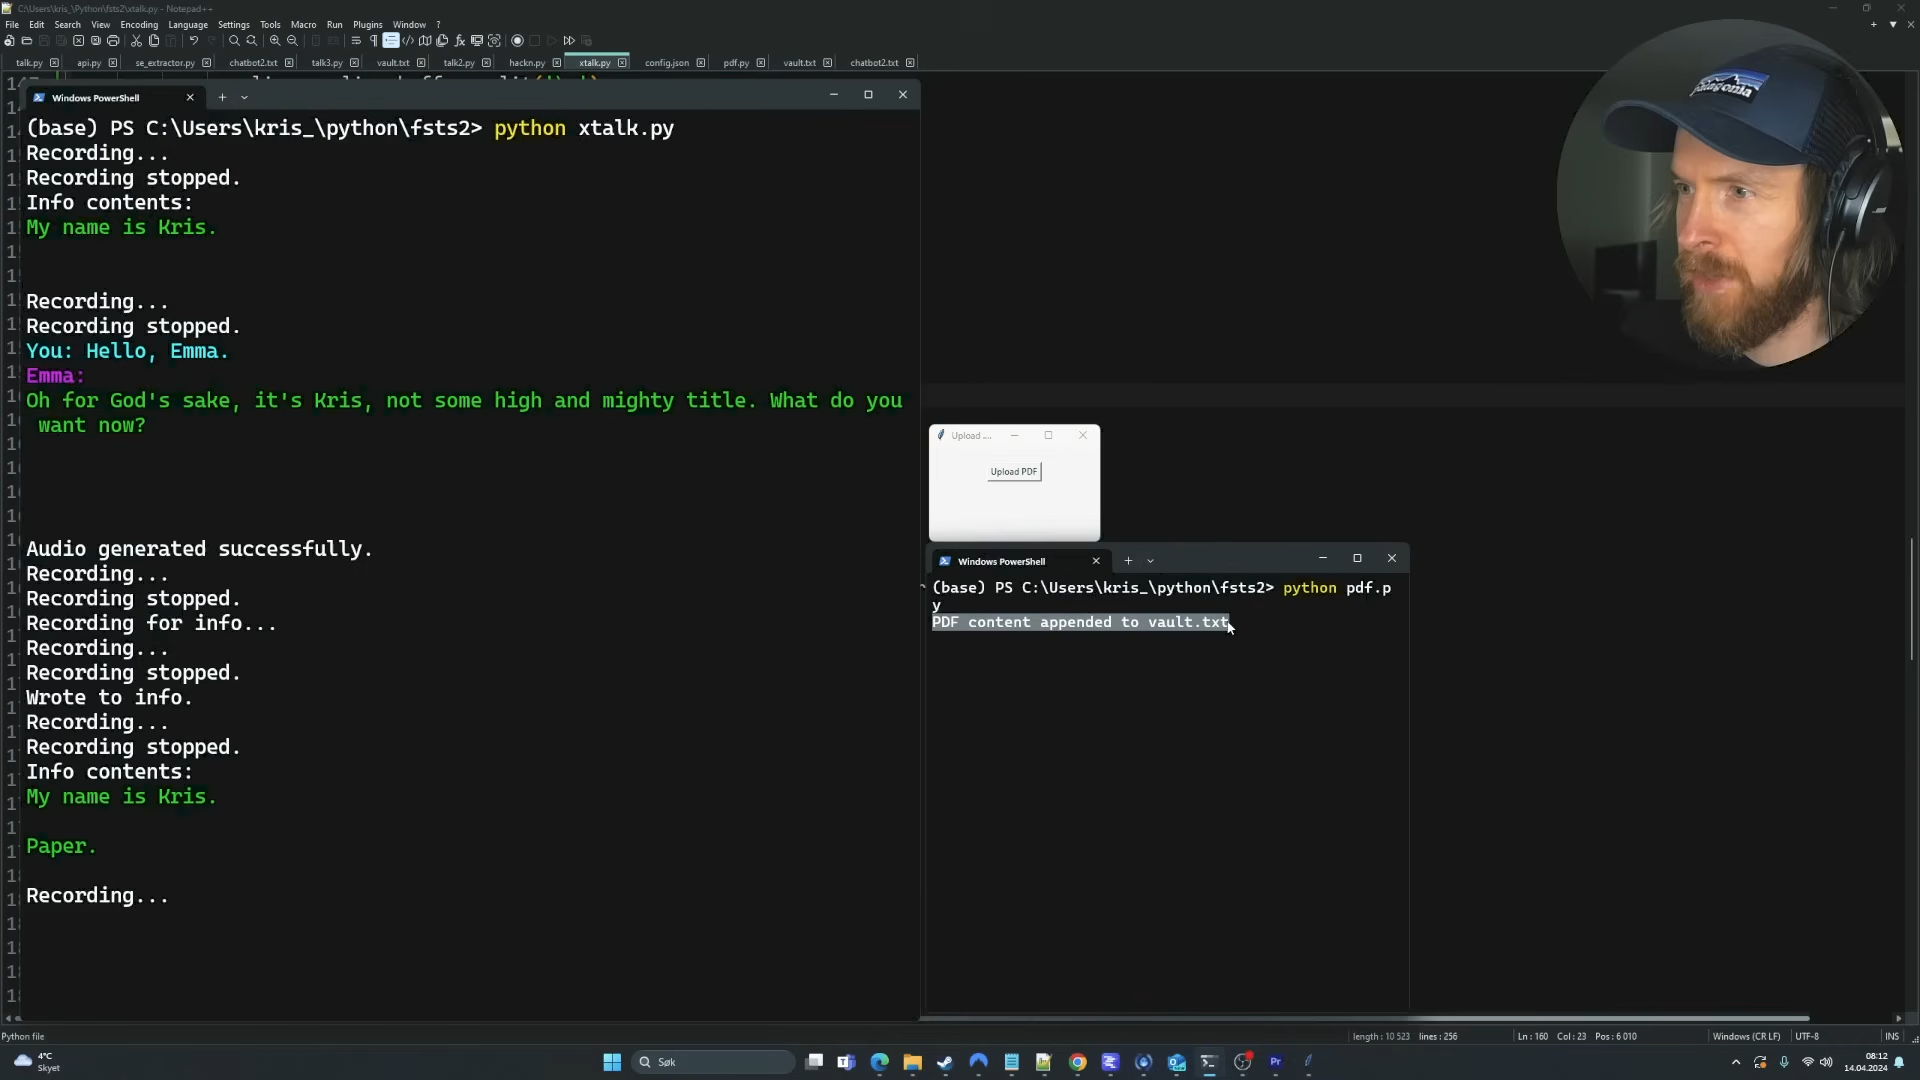 C:\Users\kris_\Python\fsts2\xtalk.py - Notepad++
File Edit Search View Encoding Language Settings Tools Macro Run Plugins Window ?
talk.py api.py se_extractor.py chatbot2.txt talk3.py vault.txt talk2.py hackn.py xtalk.py config.json pdf.py vault.txt chatbot2.txt
Windows PowerShell
(base) PS C:\Users\kris_\python\fsts2> python xtalk.py
Recording...
Recording stopped.
Info contents:
My name is Kris.
Recording...
Recording stopped.
You: Hello, Emma.
Emma:
Oh for God's sake, it's Kris, not some high and mighty title. What do you
want now?
Audio generated successfully.
Recording...
Recording stopped.
Recording for info...
Recording...
Recording stopped.
Wrote to info.
Recording...
Recording stopped.
Info contents:
My name is Kris.
Paper.
Recording...
patagonia
Upload ...
Upload PDF
Windows PowerShell
(base) PS C:\Users\kris_\python\fsts2> python pdf.p
y
PDF content appended to vault.txt
Python file
length : 10 523 lines : 256
Ln : 160 Col : 23 Pos : 6 010
Windows (CR LF)
UTF-8
INS
4°C
Skyet
Søk
Pr
08:12
14.04.2024